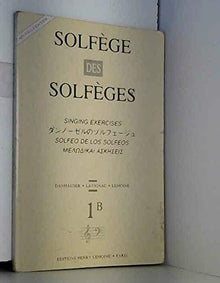 SOLFÈGE
DES
SOLFÈGES
SINGING EXERCISES
ダンノーゼルのソルフェージュ
SOLFEO DE LOS SOLFEOS
ΜΕΛΩΔΙΚΑΙ ΑΣΚΗΣΕΙΣ
DANHAUSER • LAVIGNAC • LEMOINE
1B
EDITIONS HENRY LEMOINE • PARIS